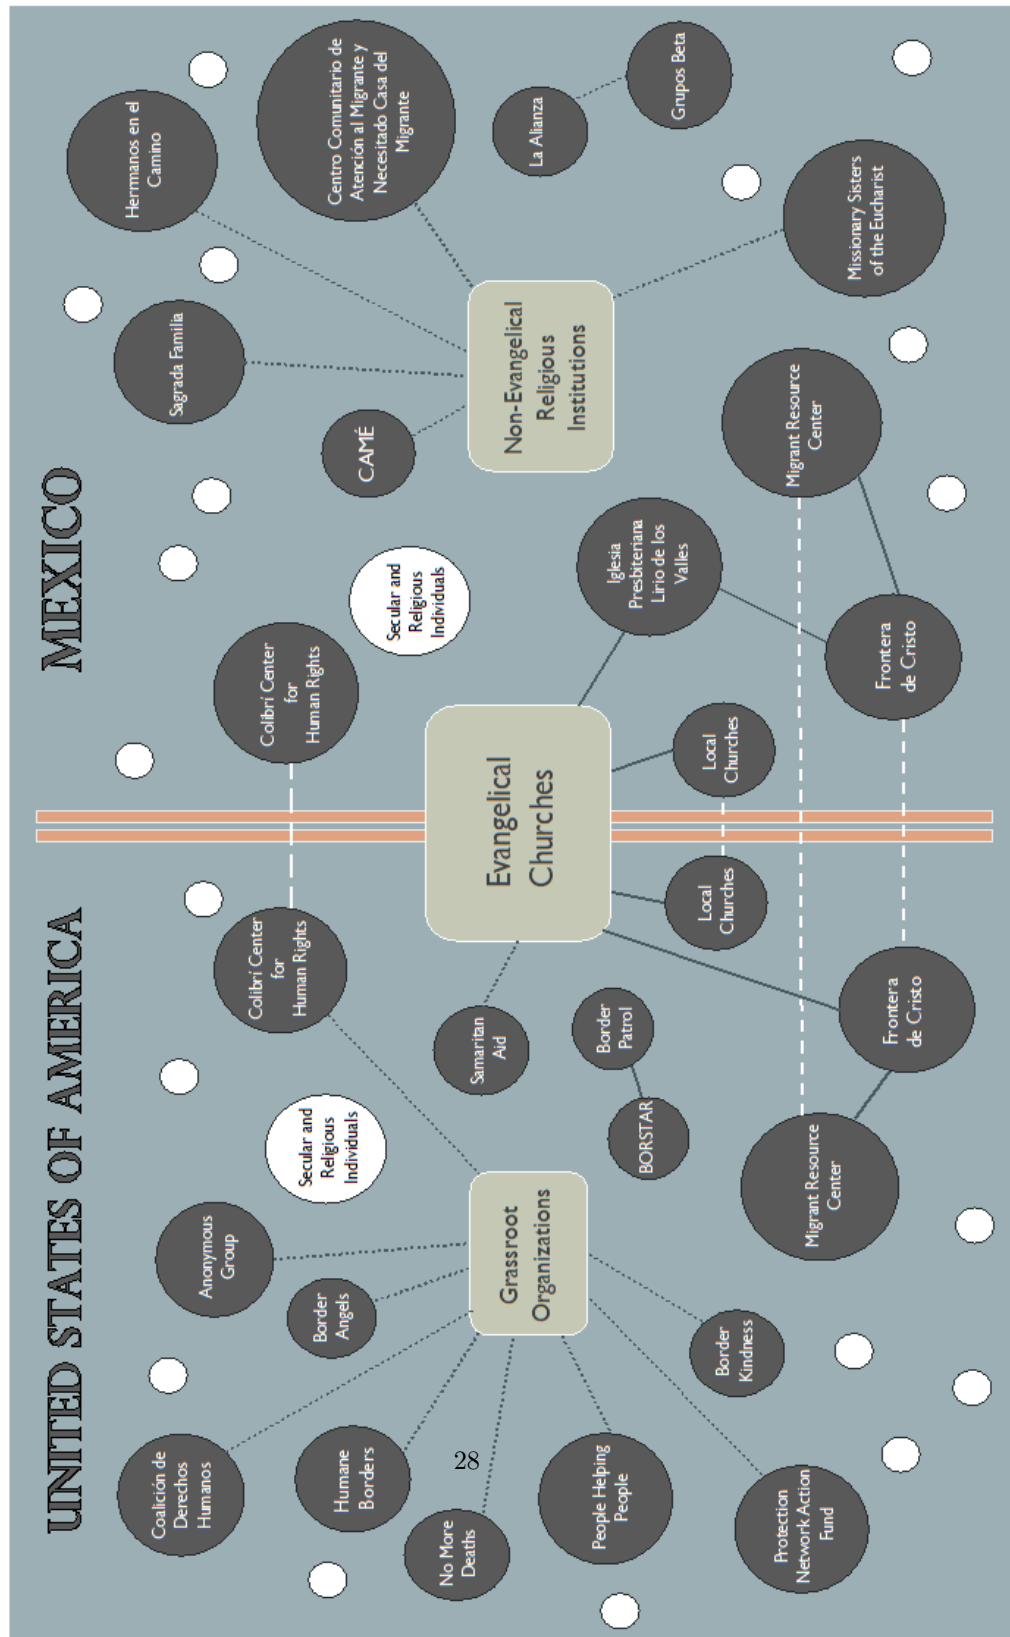 UNITED STATES OF AMERICA
MEXICO
Coalición de
Derechos
Humanos
Anonymous
Group
Colibrí Center
for
Human Rights
Colibrí Center
for
Human Rights
Sagrada Familia
Hermanos en el
Camino
Humane
Borders
Border
Angels
Secular and
Religious
Individuals
Secular and
Religious
Individuals
CAMÉ
Centro Comunitario de
Atención al Migrante y
Necesitado Casa del
Migrante
No More
Deaths
Grassroot
Organizations
Samaritan
Aid
Evangelical
Churches
Non-Evangelical
Religious
Institutions
La Alianza
People Helping
People
BORSTAR
Border
Patrol
Iglesia
Presbiteriana
Lirio de los
Valles
Grupos Beta
Border
Kindness
Local
Churches
Local
Churches
Protection
Network Action
Fund
Migrant Resource
Center
Migrant Resource
Center
Missionary Sisters
of the Eucharist
Frontera
de Cristo
Frontera
de Cristo
28